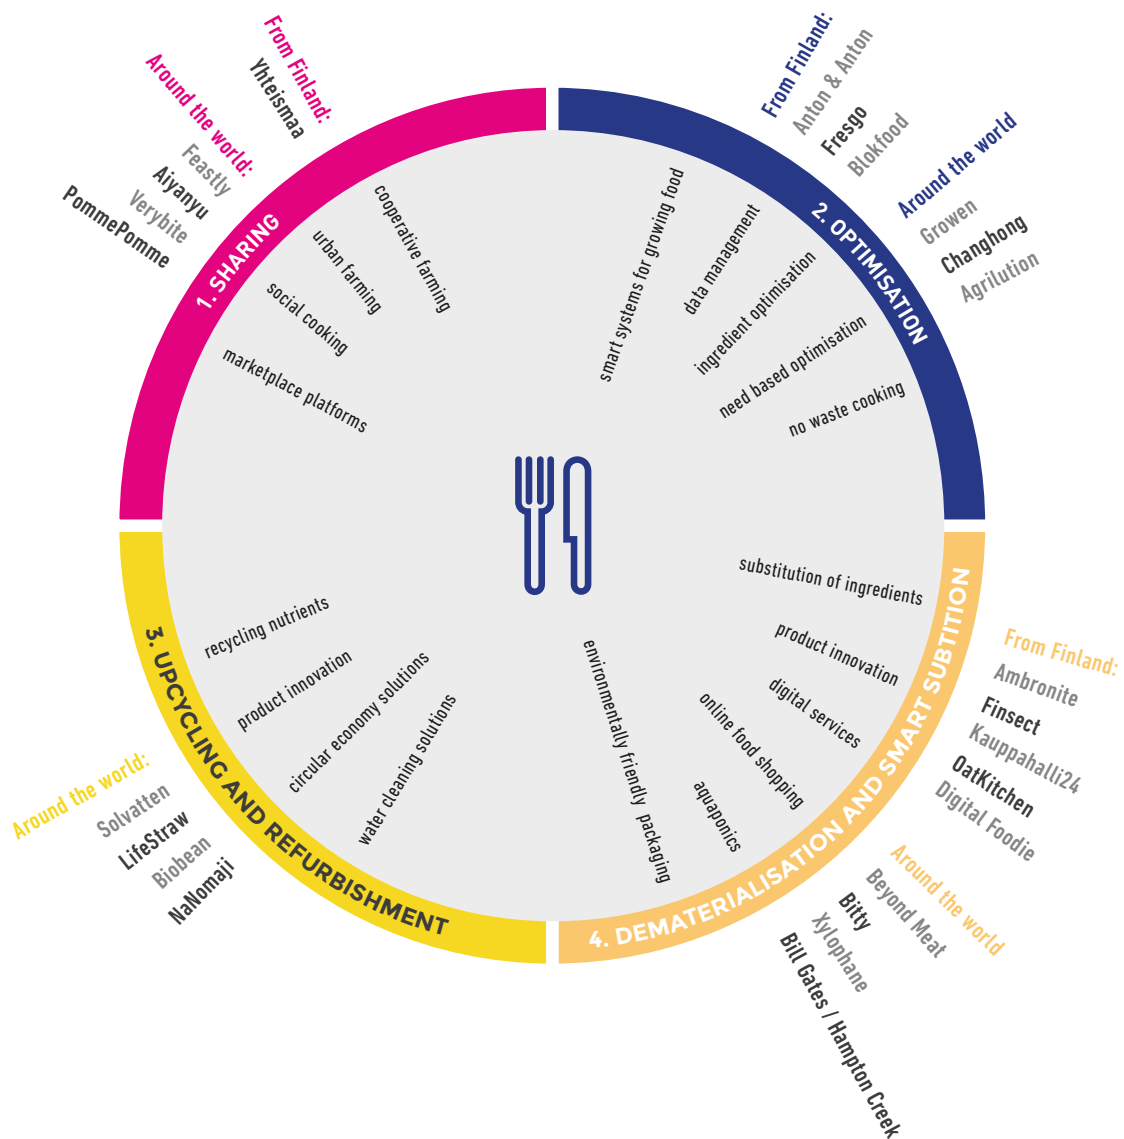 From Finland:
Yhteismaa
Around the world:
Feastly
Aiyanyu
Verybite
PommePomme
1. SHARING
cooperative farming
urban farming
social cooking
marketplace platforms
From Finland:
Anton & Anton
Fresgo
Blokfood
Around the world
Growen
Changhong
Agrilution
2. OPTIMISATION
smart systems for growing food
data management
ingredient optimisation
need based optimisation
no waste cooking
3. UPCYCLING AND REFURBISHMENT
recycling nutrients
product innovation
circular economy solutions
water cleaning solutions
Around the world:
Solvatten
LifeStraw
Biobean
NaNomaji
4. DEMATERIALISATION AND SMART SUBTITION
substitution of ingredients
product innovation
digital services
online food shopping
aquaponics
environmentally friendly packaging
From Finland:
Ambronite
Finsect
Kauppahalli24
OatKitchen
Digital Foodie
Around the world
Beyond Meat
Bitty
Xylophane
Bill Gates / Hampton Creek